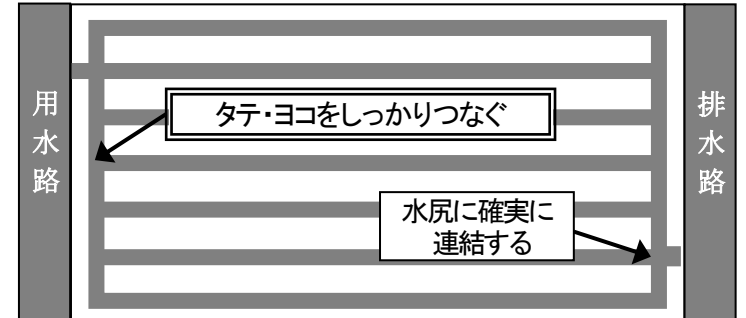 用水路
タテ・ヨコをしっかりつなぐ
水尻に確実に
連結する
排水路